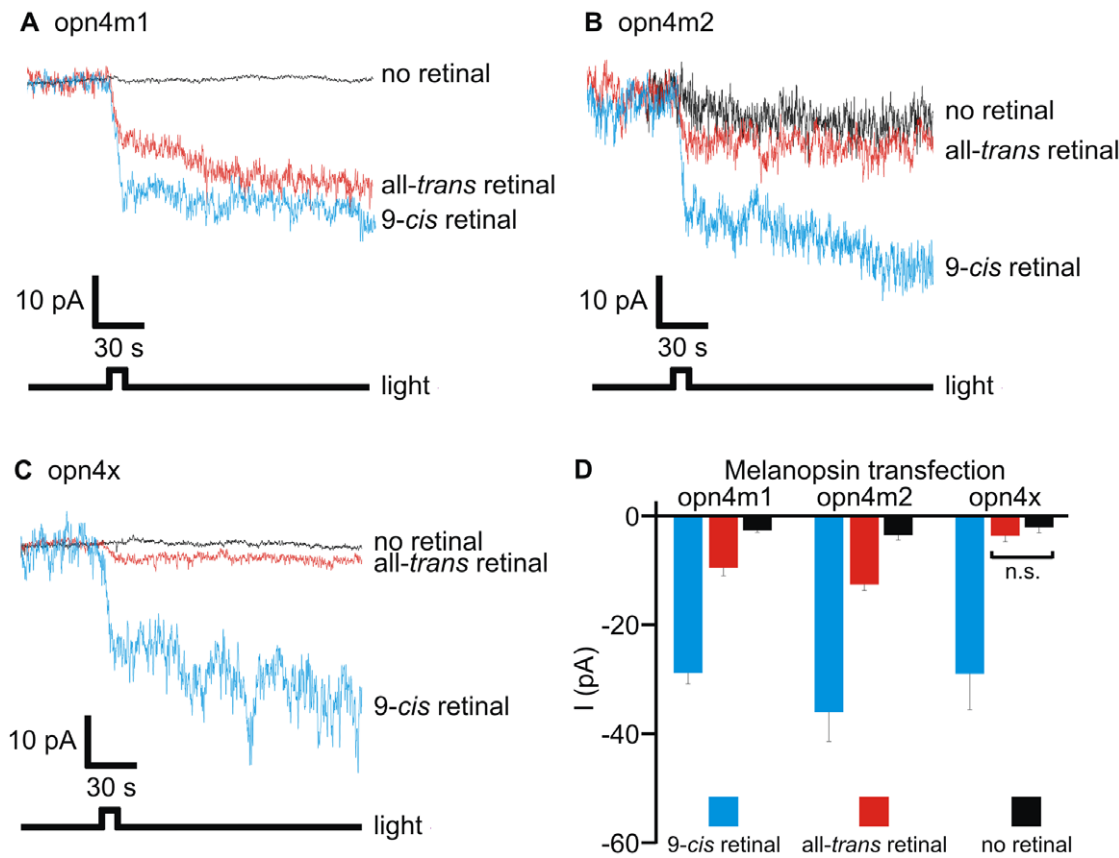 A opn4m1
no retinal
all-trans retinal
9-cis retinal
10 pA
30 s
light
B opn4m2
no retinal
all-trans retinal
9-cis retinal
10 pA
30 s
light
C opn4x
no retinal
all-trans retinal
9-cis retinal
10 pA
30 s
light
D Melanopsin transfection
opn4m1 opn4m2 opn4x
0
-20
-40
-60
I (pA)
n.s.
9-cis retinal all-trans retinal no retinal